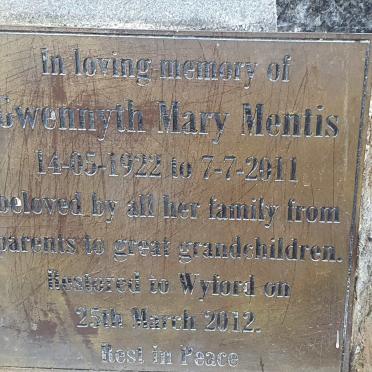 In loving memory of
Gwennyth Mary Mentis
14-05-1922 to 7-7-2011
beloved by all her family from
parents to great grandchildren.
Restored to Wyford on
25th March 2012.
Rest in Peace